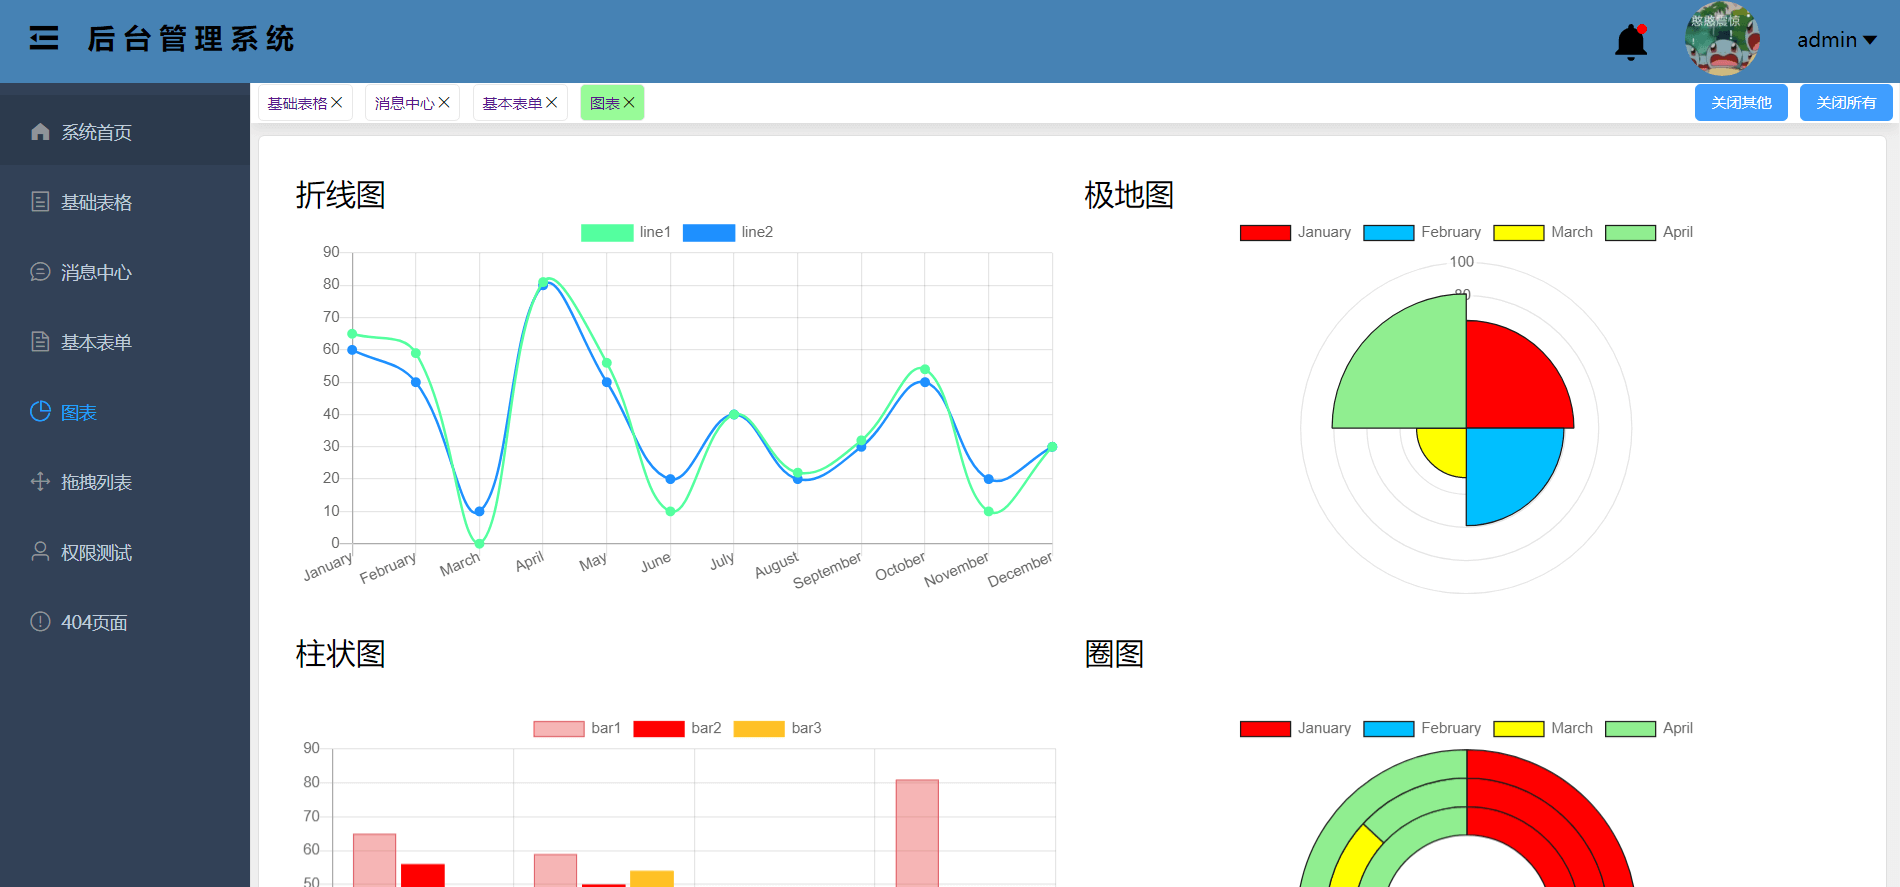 后台管理系统
憨憨震惊
admin
系统首页
基础表格
消息中心
基本表单
图表
拖拽列表
权限测试
404页面
基础表格 消息中心 基本表单 图表
关闭其他 关闭所有
折线图
line1 line2
90
80
70
60
50
40
30
20
10
0
January February March April May June July August September October November December
极地图
January February March April
100
80
柱状图
bar1 bar2 bar3
90
80
70
60
50
圈图
January February March April